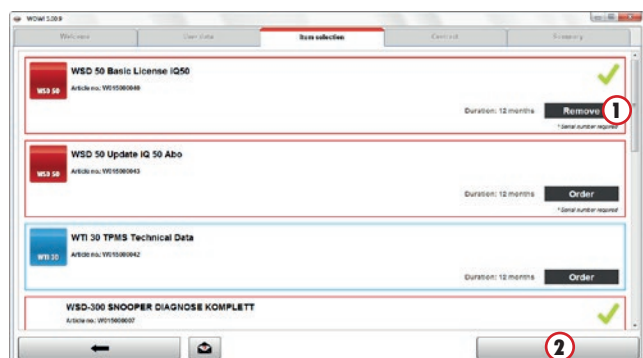 WOW! 5.00.9
Welcome User data Item selection Contract Summary
WSD 50 Basic License iQ50
WSD 50
Article no.: W015000040
Duration: 12 months Remove 1
* Serial number required
WSD 50 Update iQ 50 Abo
WSD 50
Article no.: W015000043
Duration: 12 months Order
* Serial number required
WTI 30 TPMS Technical Data
WTI 30
Article no.: W015000042
Duration: 12 months Order
WSD-300 SNOOPER DIAGNOSE KOMPLETT
Article no.: W015000007
2